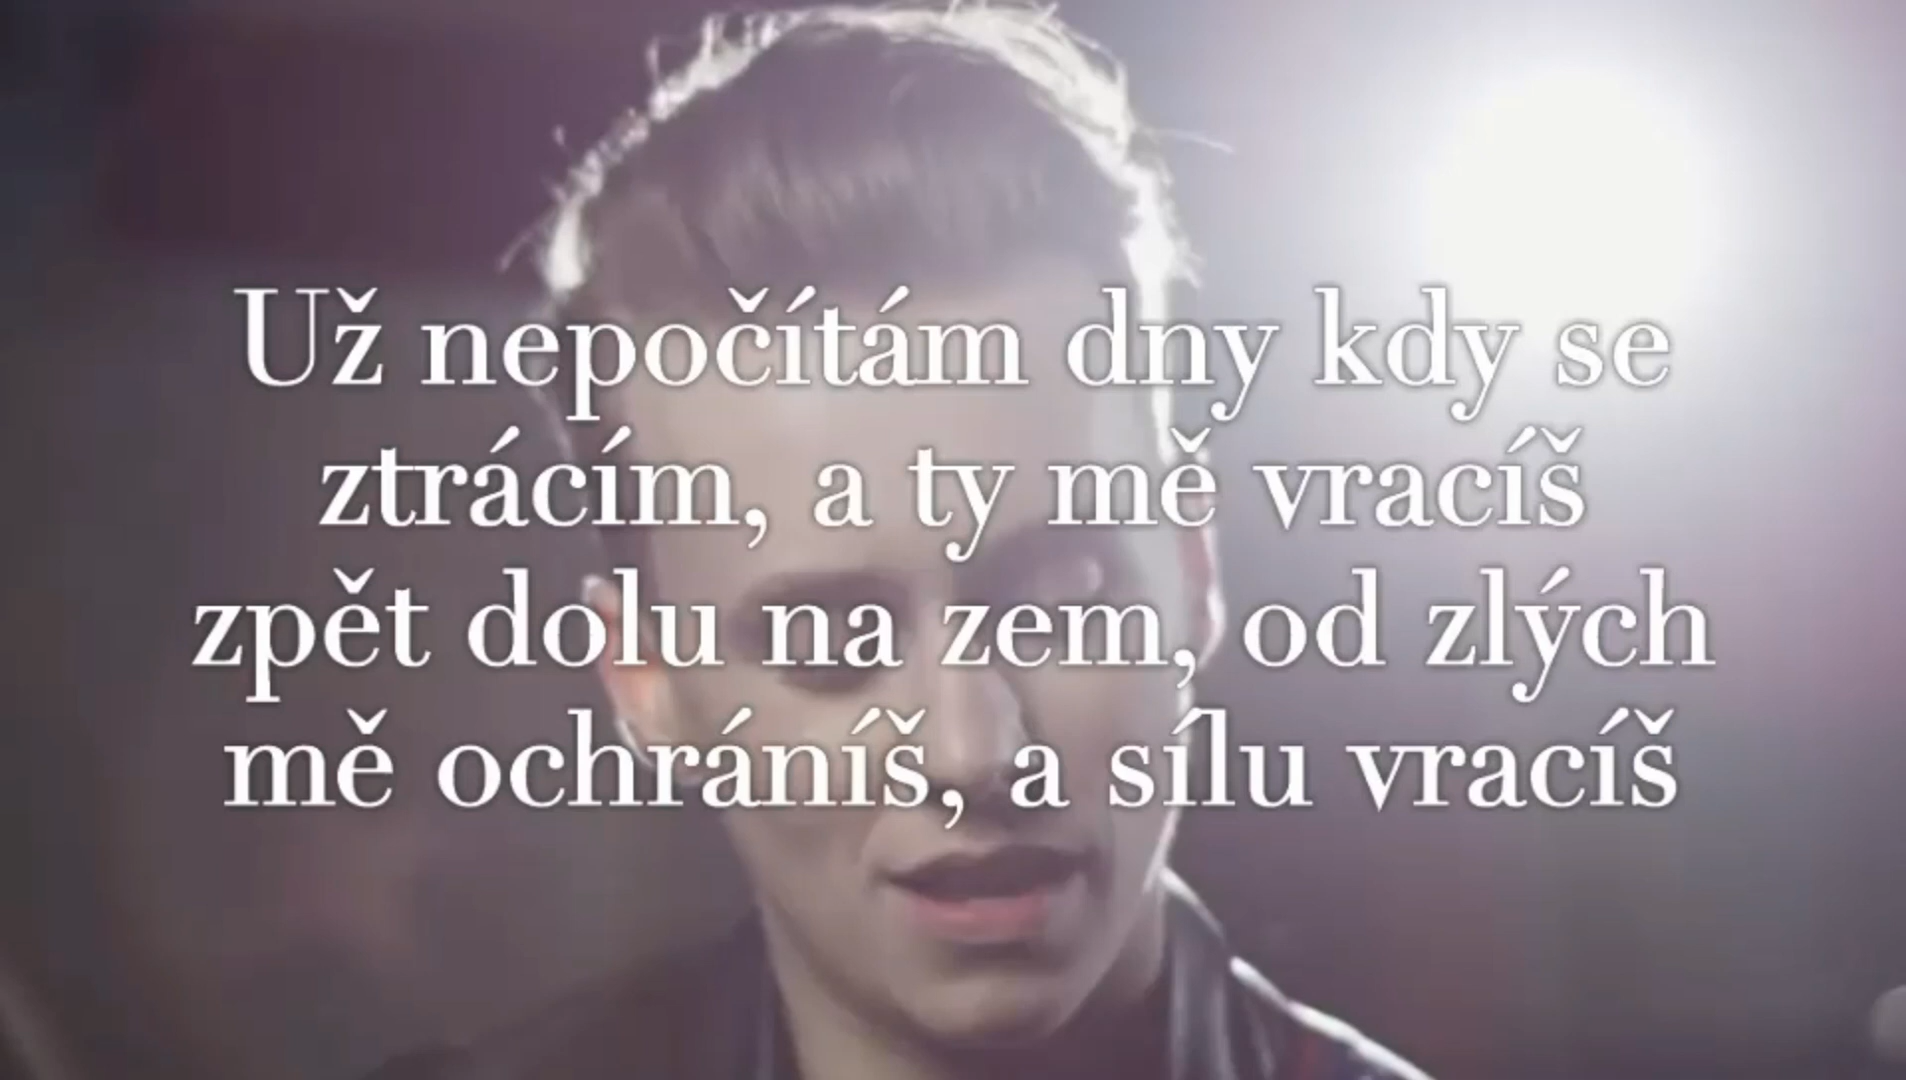 Už nepočítám dny kdy se
ztrácím, a ty mě vracíš
zpět dolu na zem, od zlých
mě ochráníš, a sílu vracíš